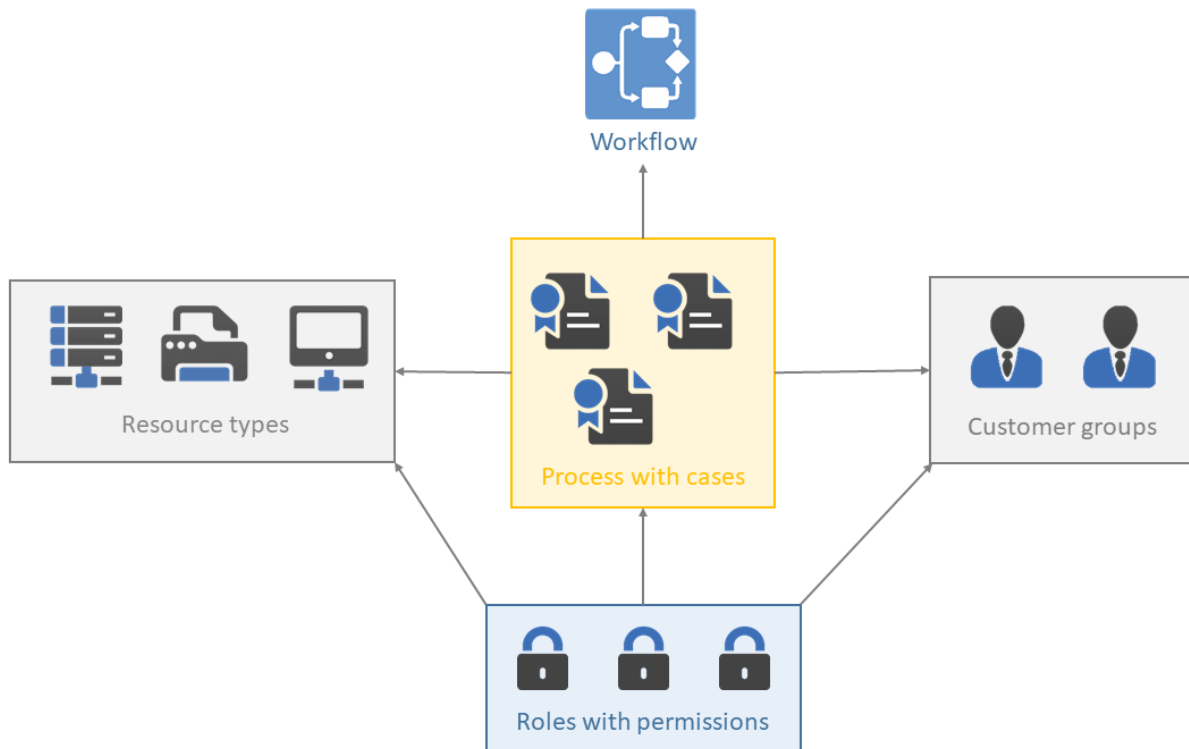 Workflow
Resource types
Process with cases
Customer groups
Roles with permissions